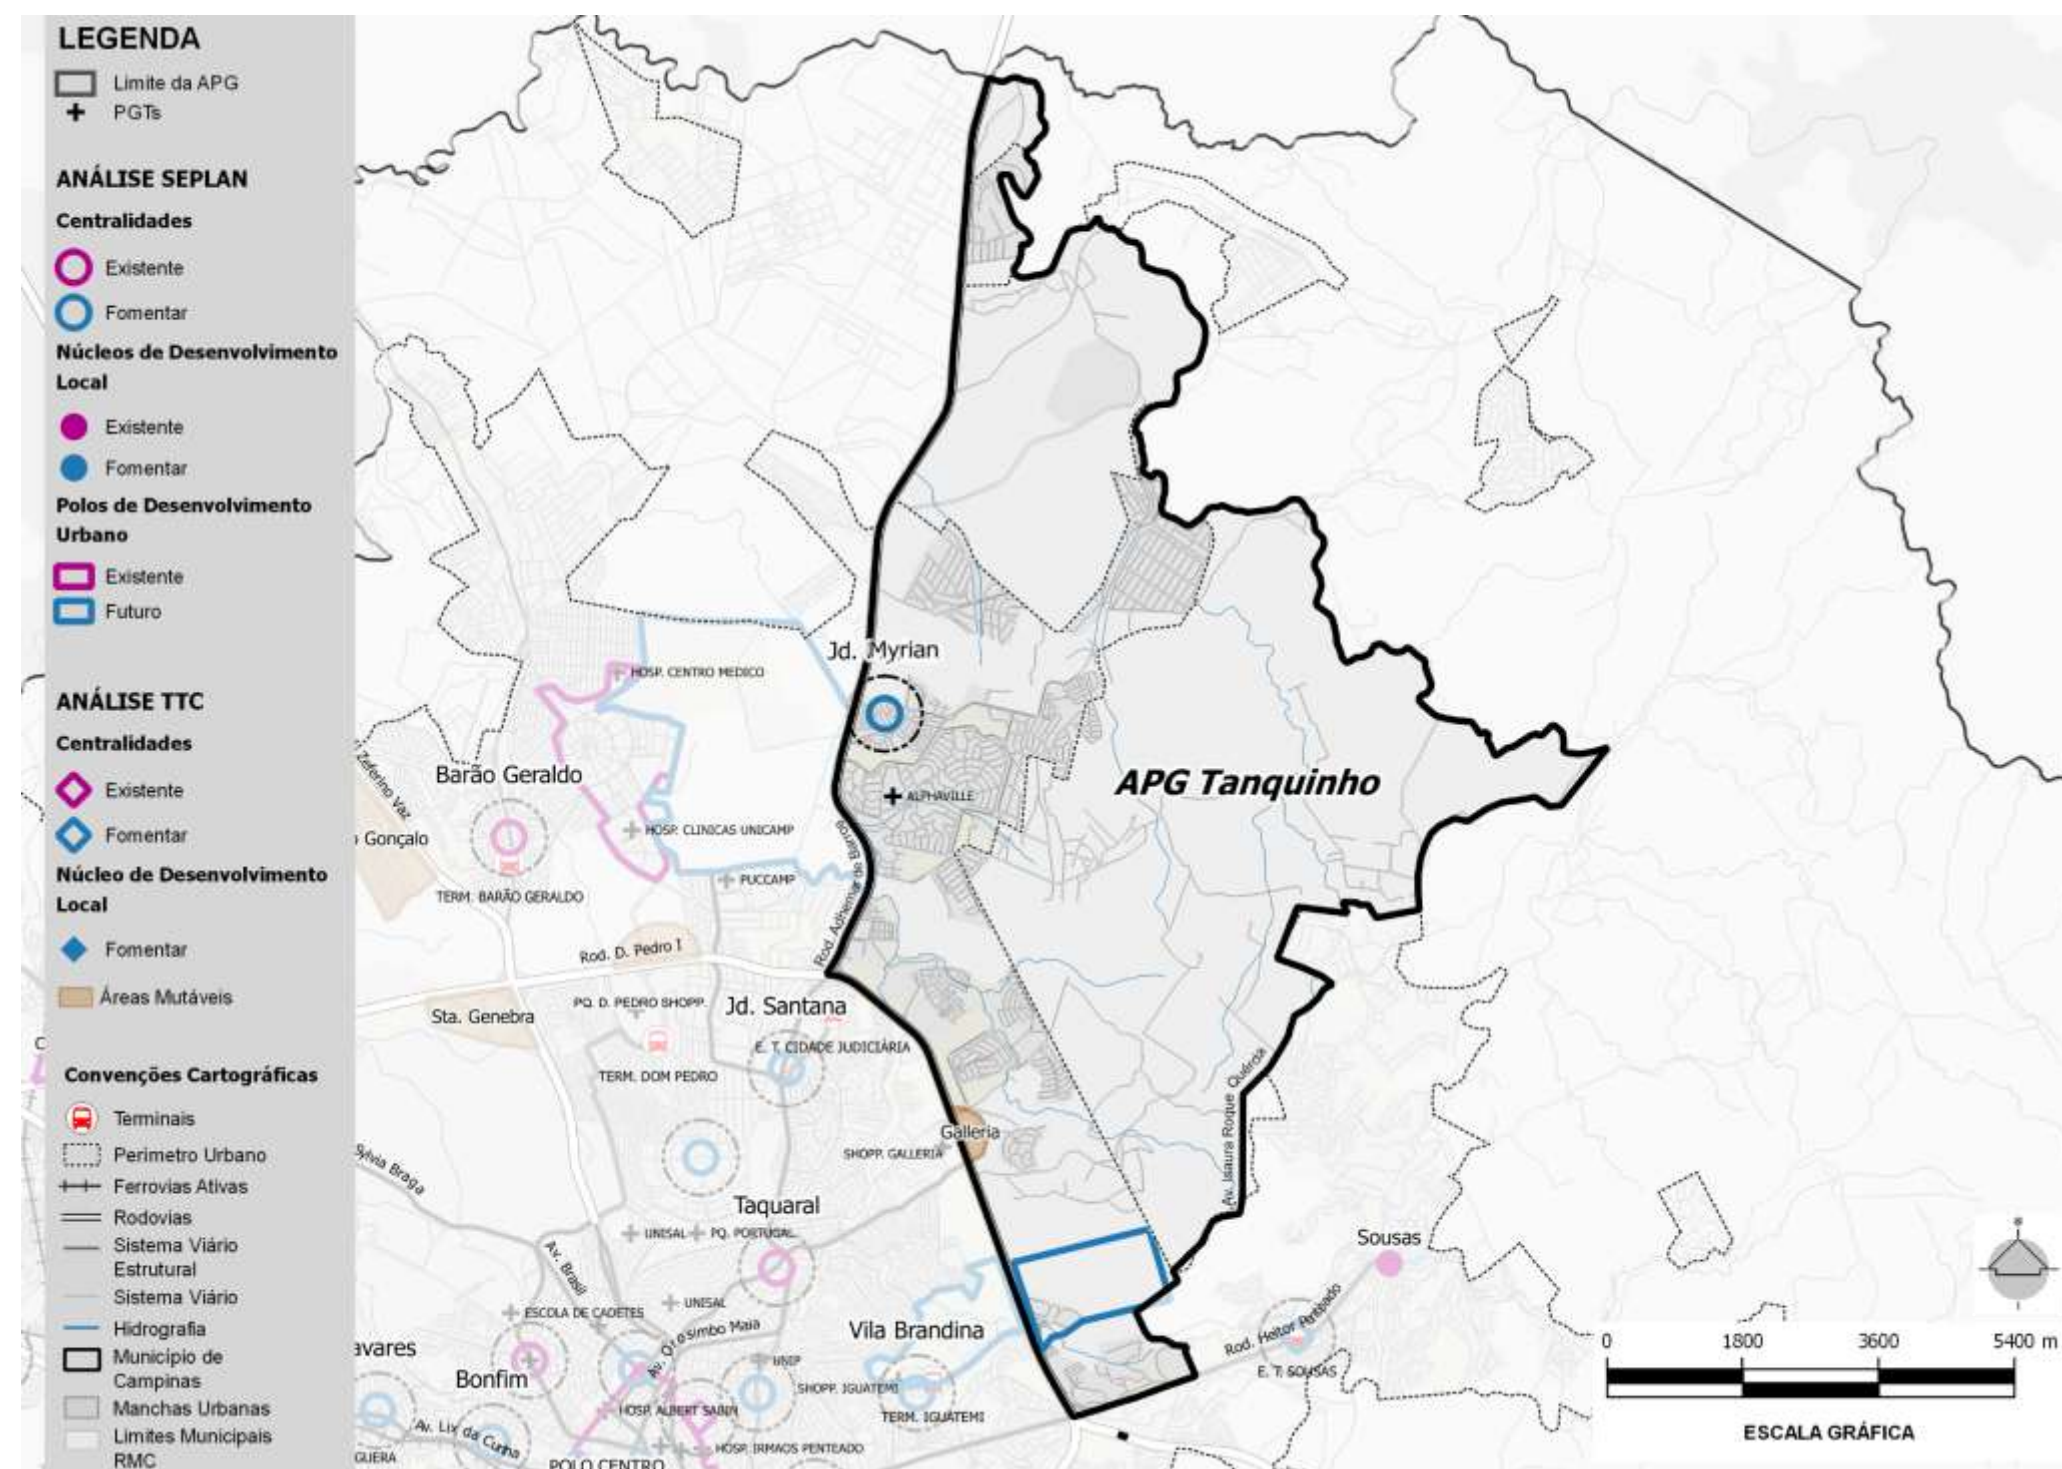 LEGENDA
Limite da APG
PGTs
ANÁLISE SEPLAN
Centralidades
Existente
Fomentar
Núcleos de Desenvolvimento
Local
Existente
Fomentar
Polos de Desenvolvimento
Urbano
Existente
Futuro
ANÁLISE TTC
Centralidades
Existente
Fomentar
Núcleo de Desenvolvimento
Local
Fomentar
Áreas Mutáveis
Convenções Cartográficas
Terminais
Perimetro Urbano
Ferrovias Ativas
Rodovias
Sistema Viário
Estrutural
Sistema Viário
Hidrografia
Município de
Campinas
Manchas Urbanas
Limites Municipais
RMC
Jd. Myrian
HOSP. CENTRO MEDICO
Barão Geraldo
APG Tanquinho
ALPHAVILLE
Zeferino Vaz
Gonçalo
HOSP. CLINICAS UNICAMP
Rod. Adhemar de Barros
PUCCAMP
TERM. BARÃO GERALDO
Rod. D. Pedro I
PQ. D. PEDRO SHOPP.
Jd. Santana
Sta. Genebra
E. T. CIDADE JUDICIÁRIA
TERM. DOM PEDRO
Av. Isaura Roque Quércia
Galleria
SHOPP. GALLERIA
Sylvia Braga
Taquaral
UNISAL
PQ. PORTUGAL
Sousas
Av. Brasil
UNISAL
ESCOLA DE CADETES
Vila Brandina
Rod. Heitor Penteado
avares
Bonfim
UNIP
SHOPP. IGUATEMI
E. T. SOUSAS
HOSP. ALBERT SABIN
TERM. IGUATEMI
Av. Lix da Cunha
HOSP. IRMAOS PENTEADO
GUERA
POLO CENTRO
0 1800 3600 5400 m
ESCALA GRÁFICA